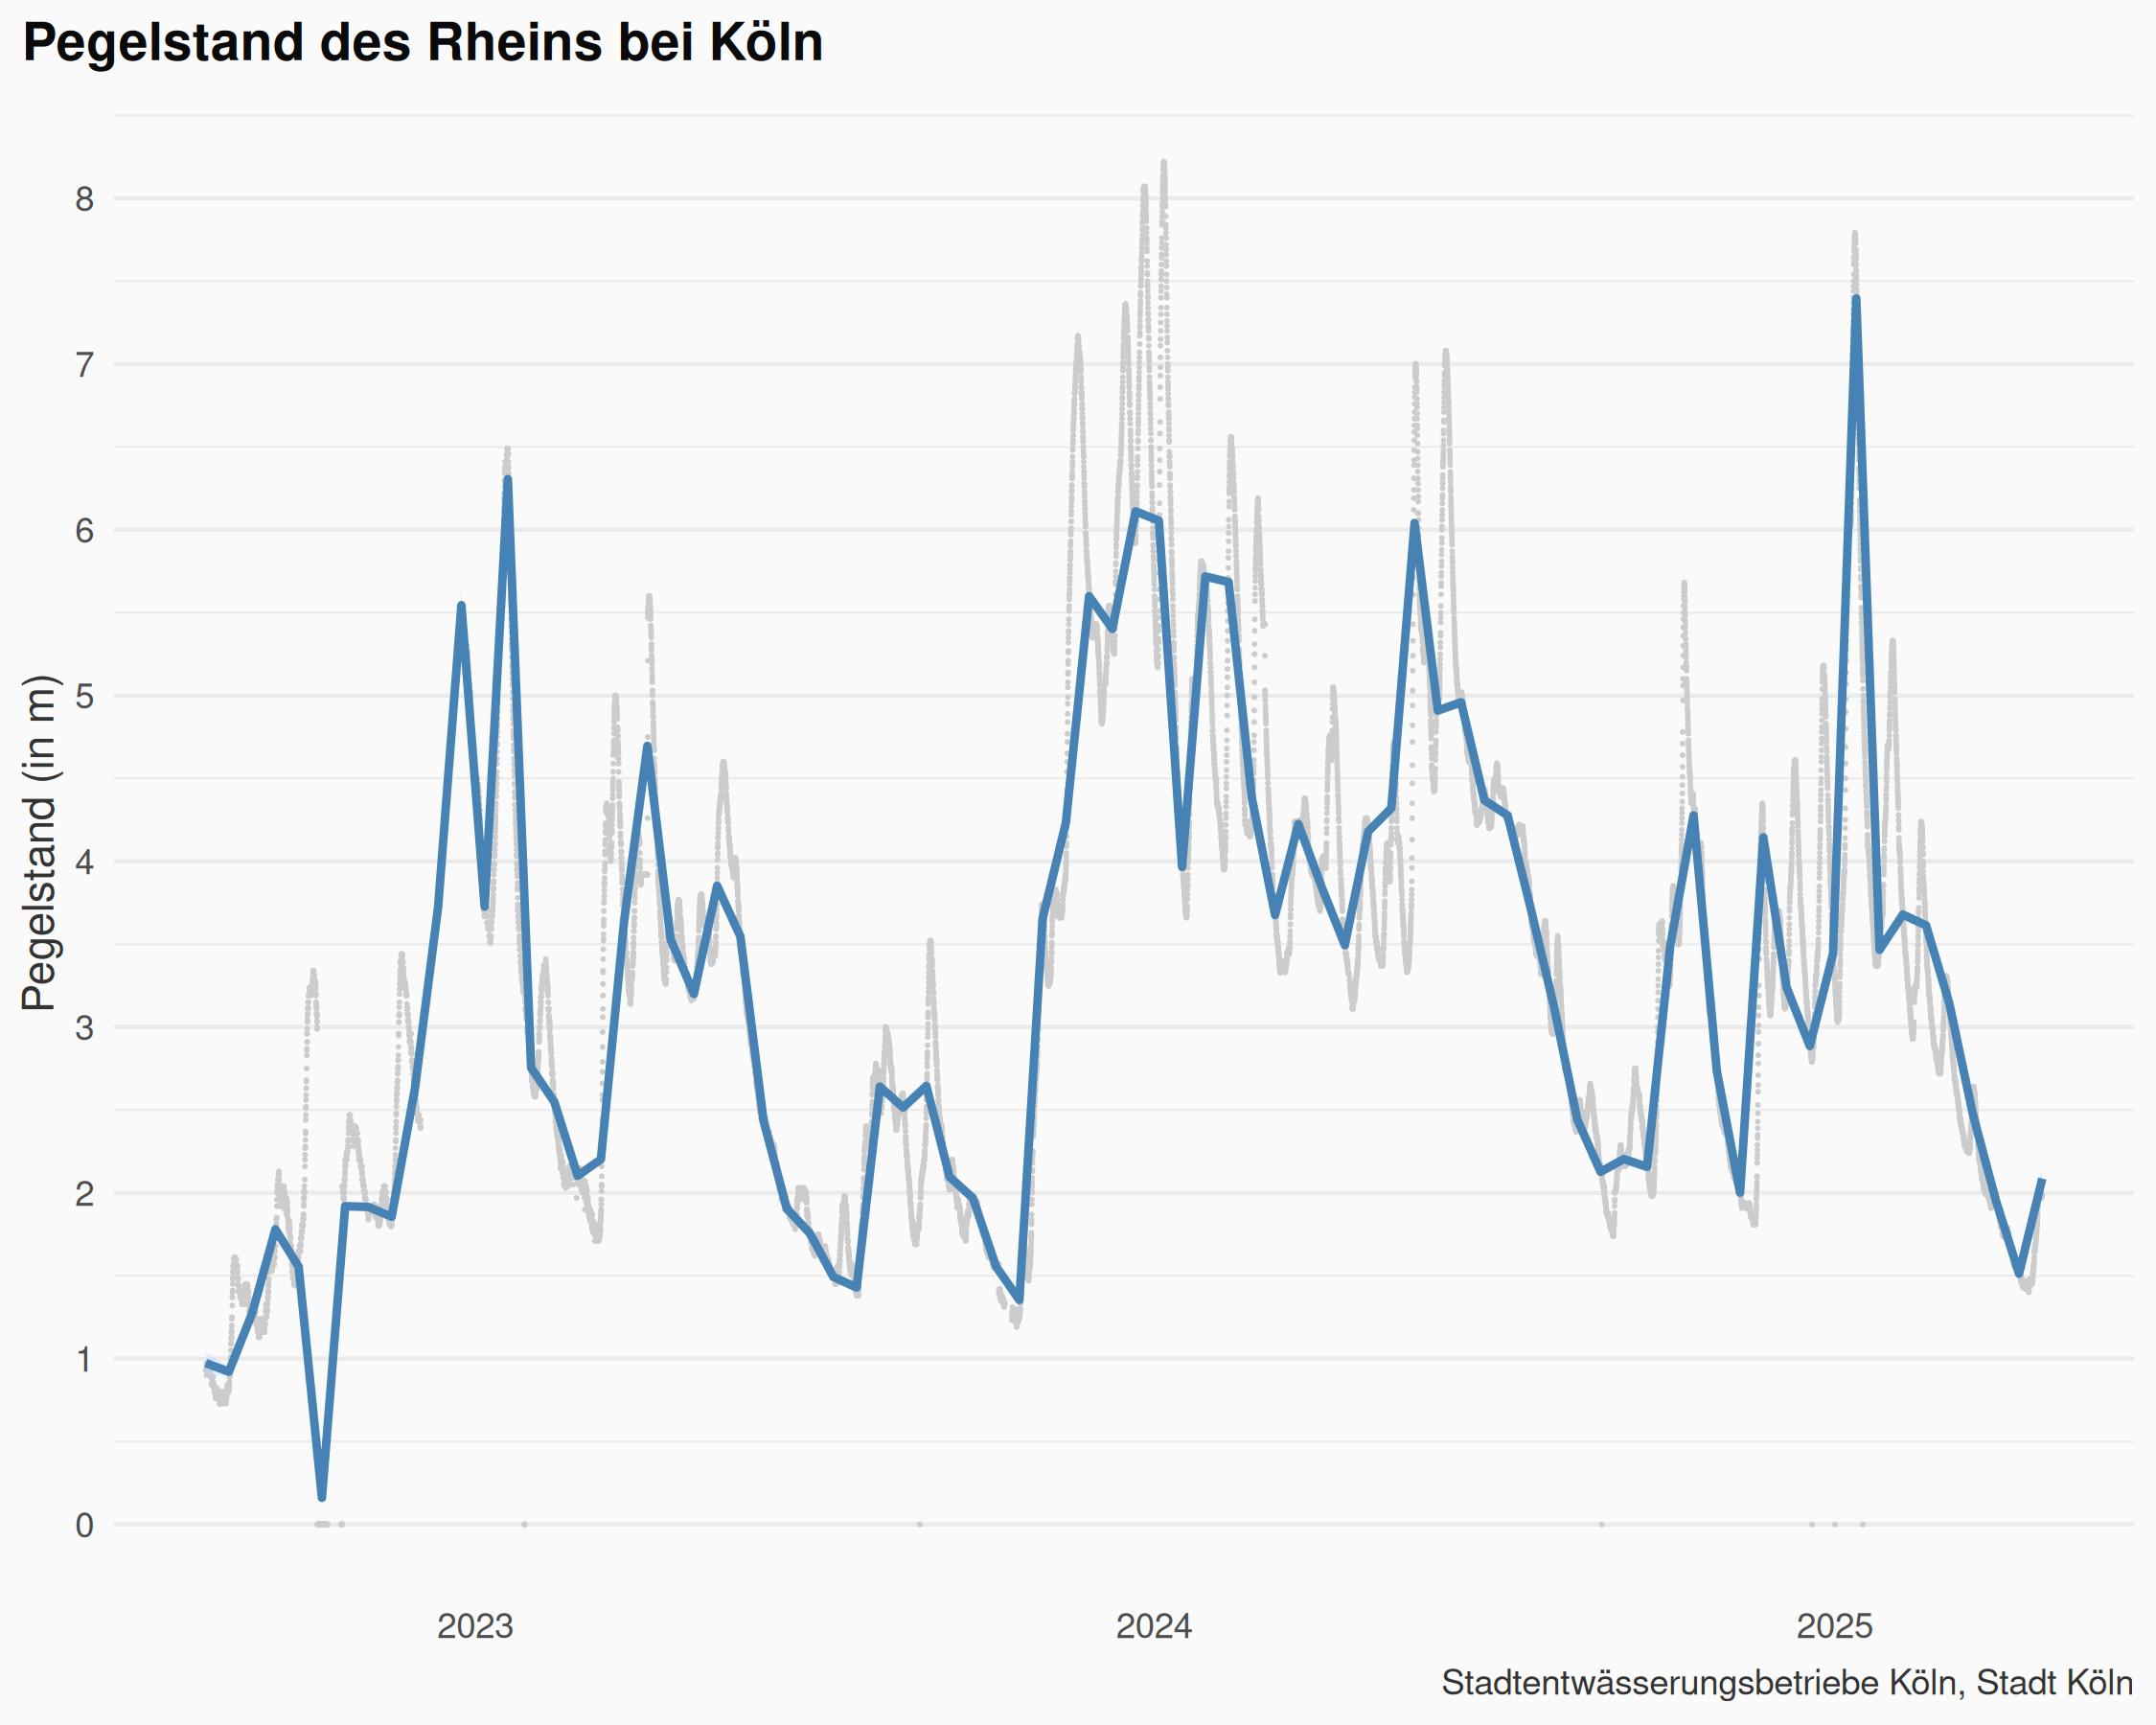 Pegelstand des Rheins bei Köln
Pegelstand (in m)
8
7
6
5
4
3
2
1
0
2023 2024 2025
Stadtentwässerungsbetriebe Köln, Stadt Köln